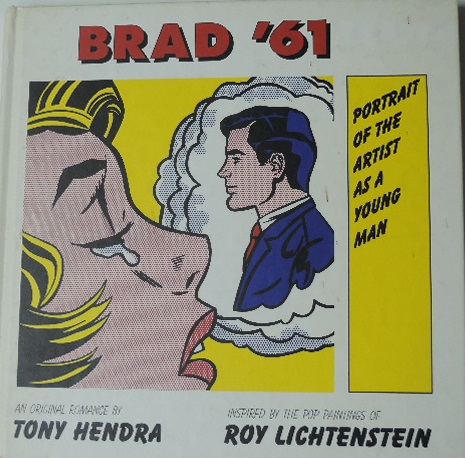 BRAD '61
PORTRAIT
OF THE
ARTIST
AS A
YOUNG
MAN
AN ORIGINAL ROMANCE BY
TONY HENDRA
INSPIRED BY THE POP PAINTINGS OF
ROY LICHTENSTEIN